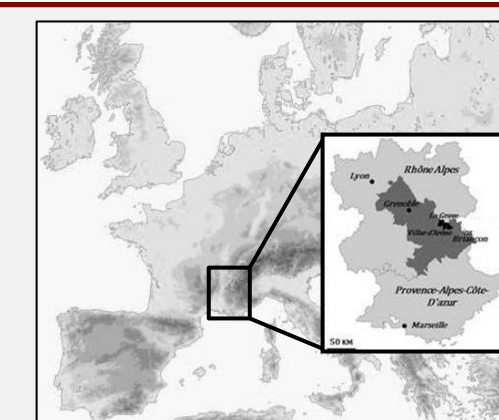 Rhône Alpes
Lyon
Grenoble
La Grave
Villar d'Arène
Briançon
Provence-Alpes-Côte-
D'azur
Marseille
50 KM